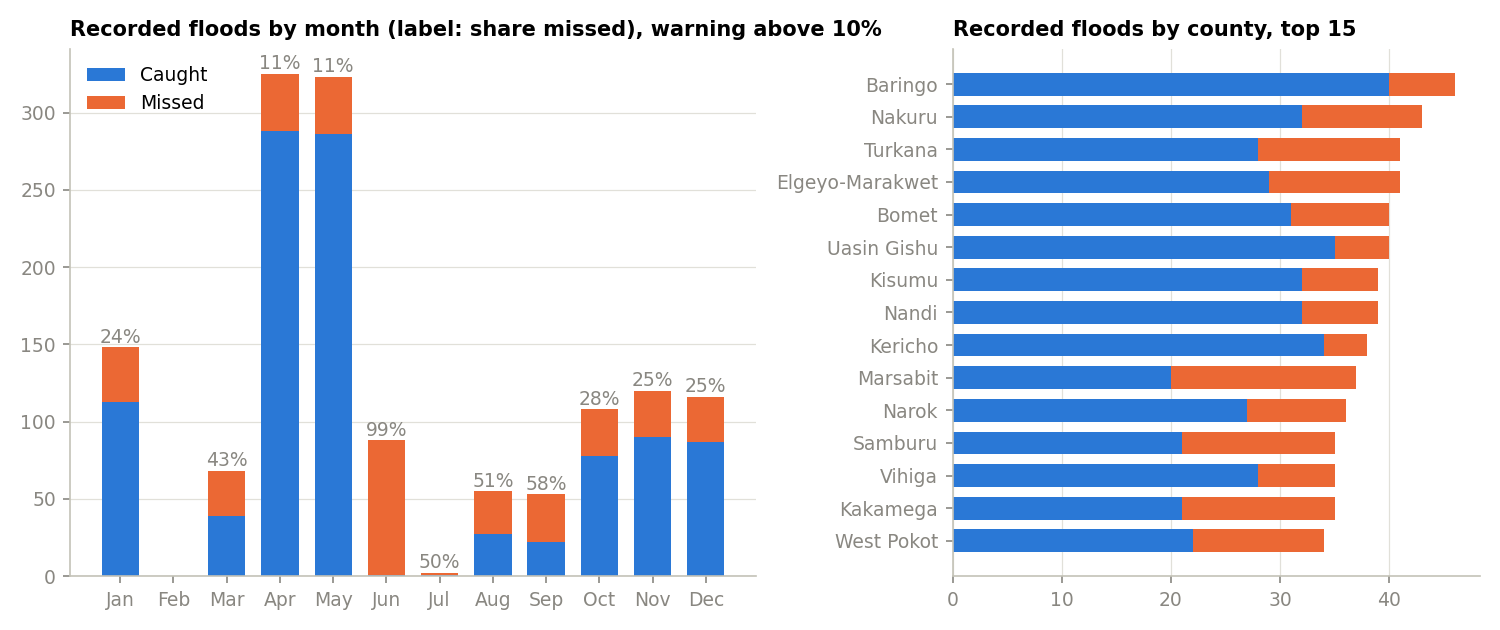 Recorded floods by month (label: share missed), warning above 10%
Caught
Missed
300
250
200
150
100
50
0
24%
43%
11%
11%
99%
50%
51%
58%
28%
25%
25%
Jan Feb Mar Apr May Jun Jul Aug Sep Oct Nov Dec
Recorded floods by county, top 15
Baringo
Nakuru
Turkana
Elgeyo-Marakwet
Bomet
Uasin Gishu
Kisumu
Nandi
Kericho
Marsabit
Narok
Samburu
Vihiga
Kakamega
West Pokot
0 10 20 30 40